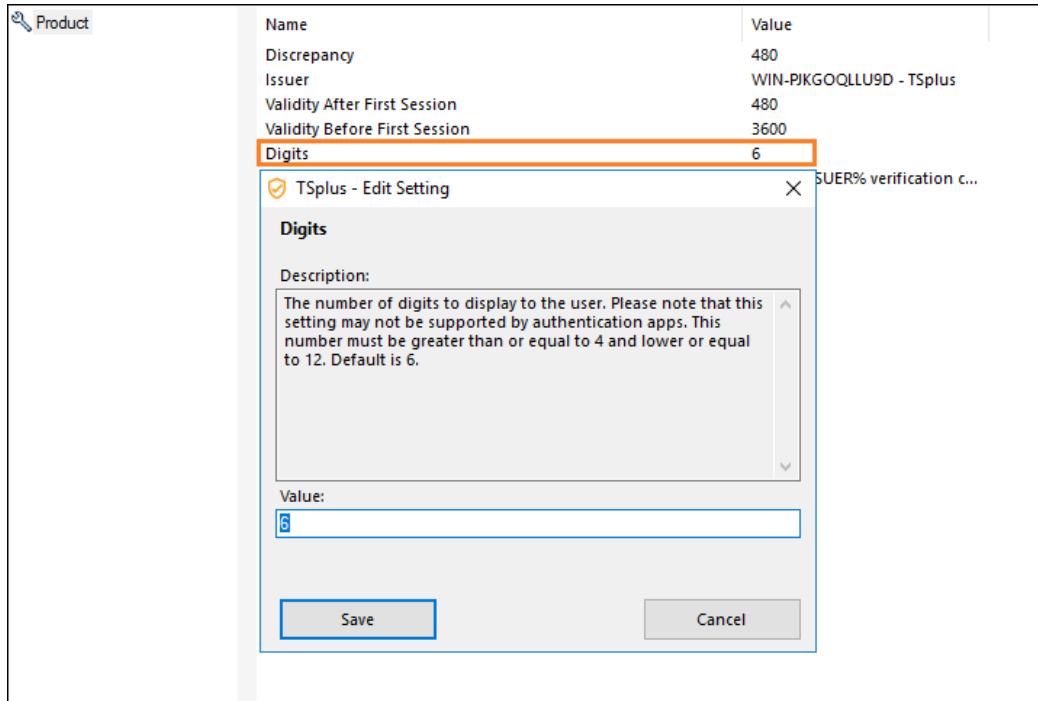 Product
Name Value
Discrepancy 480
Issuer WIN-PJKGOQLLU9D - TSplus
Validity After First Session 480
Validity Before First Session 3600
Digits 6
SUER% verification c...
TSplus - Edit Setting
Digits
Description:
The number of digits to display to the user. Please note that this
setting may not be supported by authentication apps. This
number must be greater than or equal to 4 and lower or equal
to 12. Default is 6.
Value:
6
Save Cancel